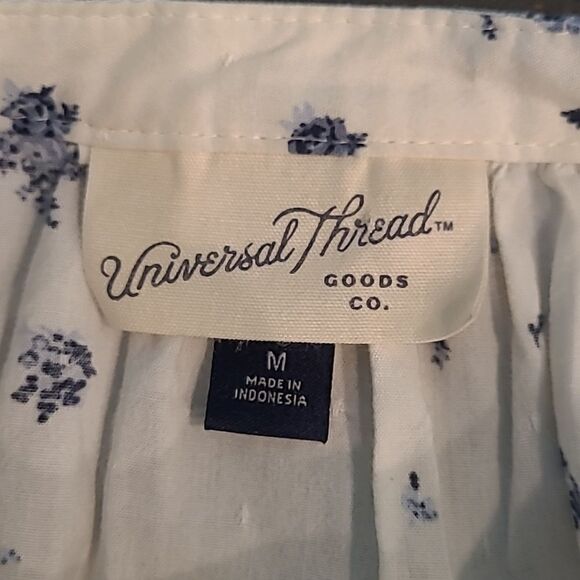 Universal Thread™
GOODS
CO.
M
MADE IN
INDONESIA